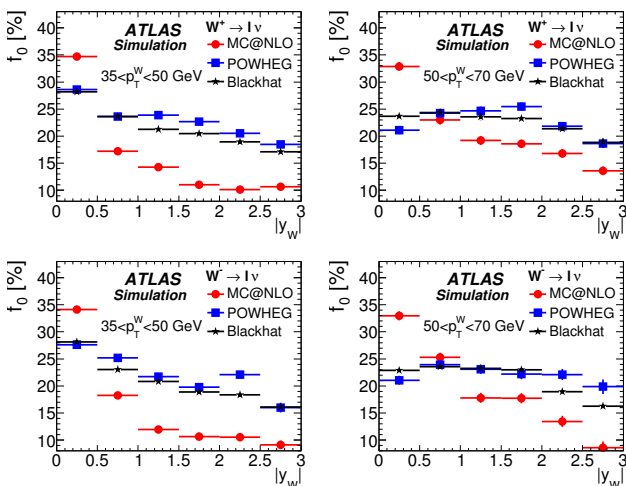 f₀ [%]
ATLAS
Simulation
W⁺ → l ν
35<p_T^W<50 GeV
MC@NLO
POWHEG
Blackhat
40
35
30
25
20
15
10
0 0.5 1 1.5 2 2.5 3
|y_W|
f₀ [%]
ATLAS
Simulation
W⁺ → l ν
50<p_T^W<70 GeV
MC@NLO
POWHEG
Blackhat
40
35
30
25
20
15
10
0 0.5 1 1.5 2 2.5 3
|y_W|
f₀ [%]
ATLAS
Simulation
W⁻ → l ν
35<p_T^W<50 GeV
MC@NLO
POWHEG
Blackhat
40
35
30
25
20
15
10
0 0.5 1 1.5 2 2.5 3
|y_W|
f₀ [%]
ATLAS
Simulation
W⁻ → l ν
50<p_T^W<70 GeV
MC@NLO
POWHEG
Blackhat
40
35
30
25
20
15
10
0 0.5 1 1.5 2 2.5 3
|y_W|